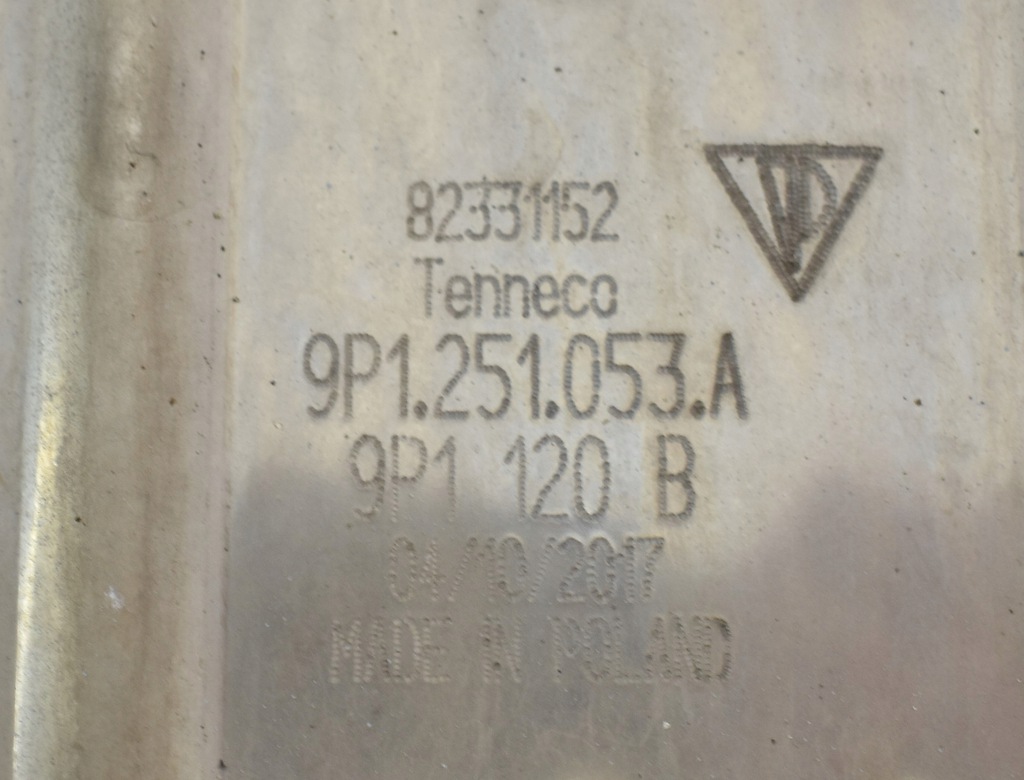 82331152
Tenneco
9P1.251.053.A
9P1 120 B
04/10/2017
MADE IN POLAND